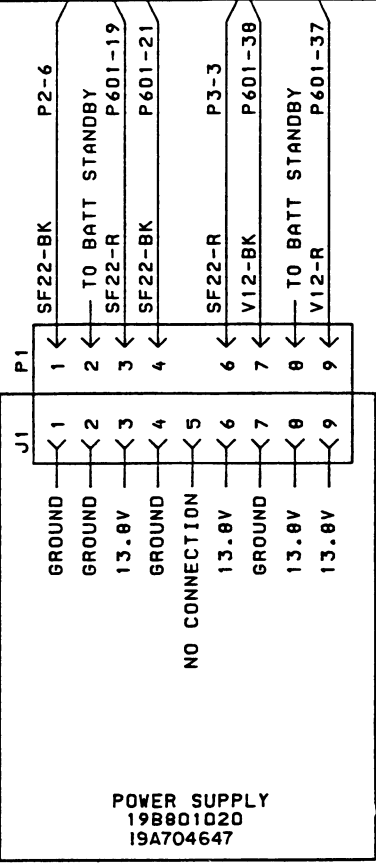 P2-6
P601-19
P601-21
P3-3
P601-38
P601-37
SF22-BK
TO BATT STANDBY
SF22-R
SF22-BK
SF22-R
V12-BK
TO BATT STANDBY
V12-R
P1
1
2
3
4
6
7
8
9
J1
1
2
3
4
5
6
7
8
9
GROUND
GROUND
13.8V
GROUND
NO CONNECTION
13.8V
GROUND
13.8V
13.8V
POWER SUPPLY
19B801020
19A704647